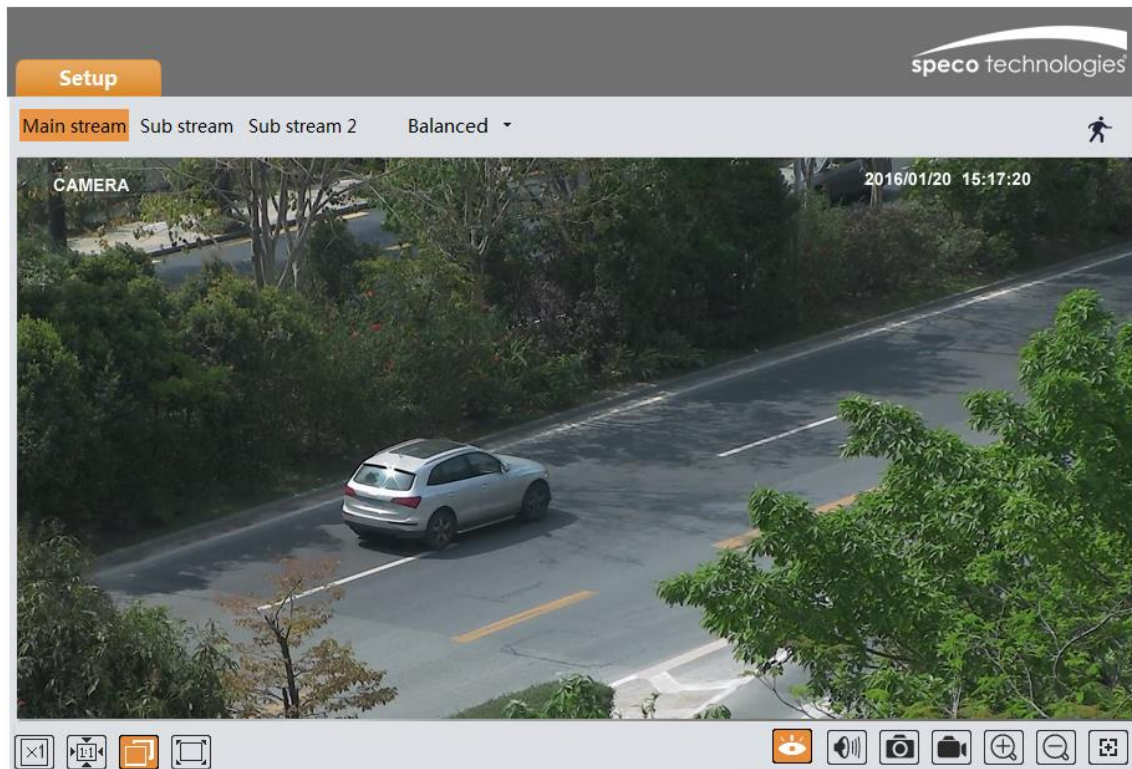 speco technologies
Setup
Main stream Sub stream Sub stream 2 Balanced
CAMERA 2016/01/20 15:17:20
×1 1:1